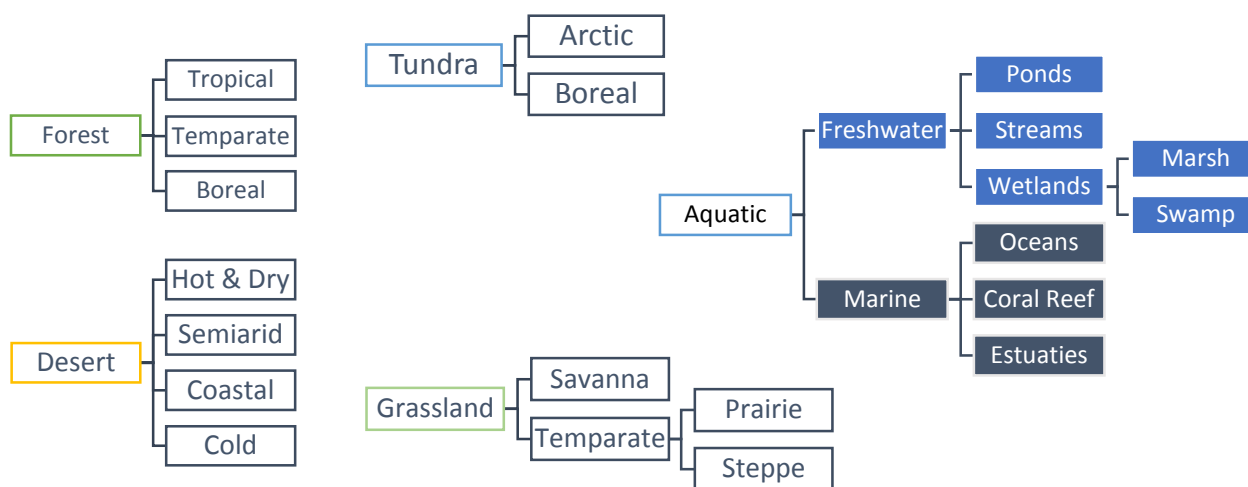 Forest
Tropical
Temparate
Boreal
Tundra
Arctic
Boreal
Aquatic
Freshwater
Ponds
Streams
Wetlands
Marsh
Swamp
Marine
Oceans
Coral Reef
Estuaties
Desert
Hot & Dry
Semiarid
Coastal
Cold
Grassland
Savanna
Temparate
Prairie
Steppe